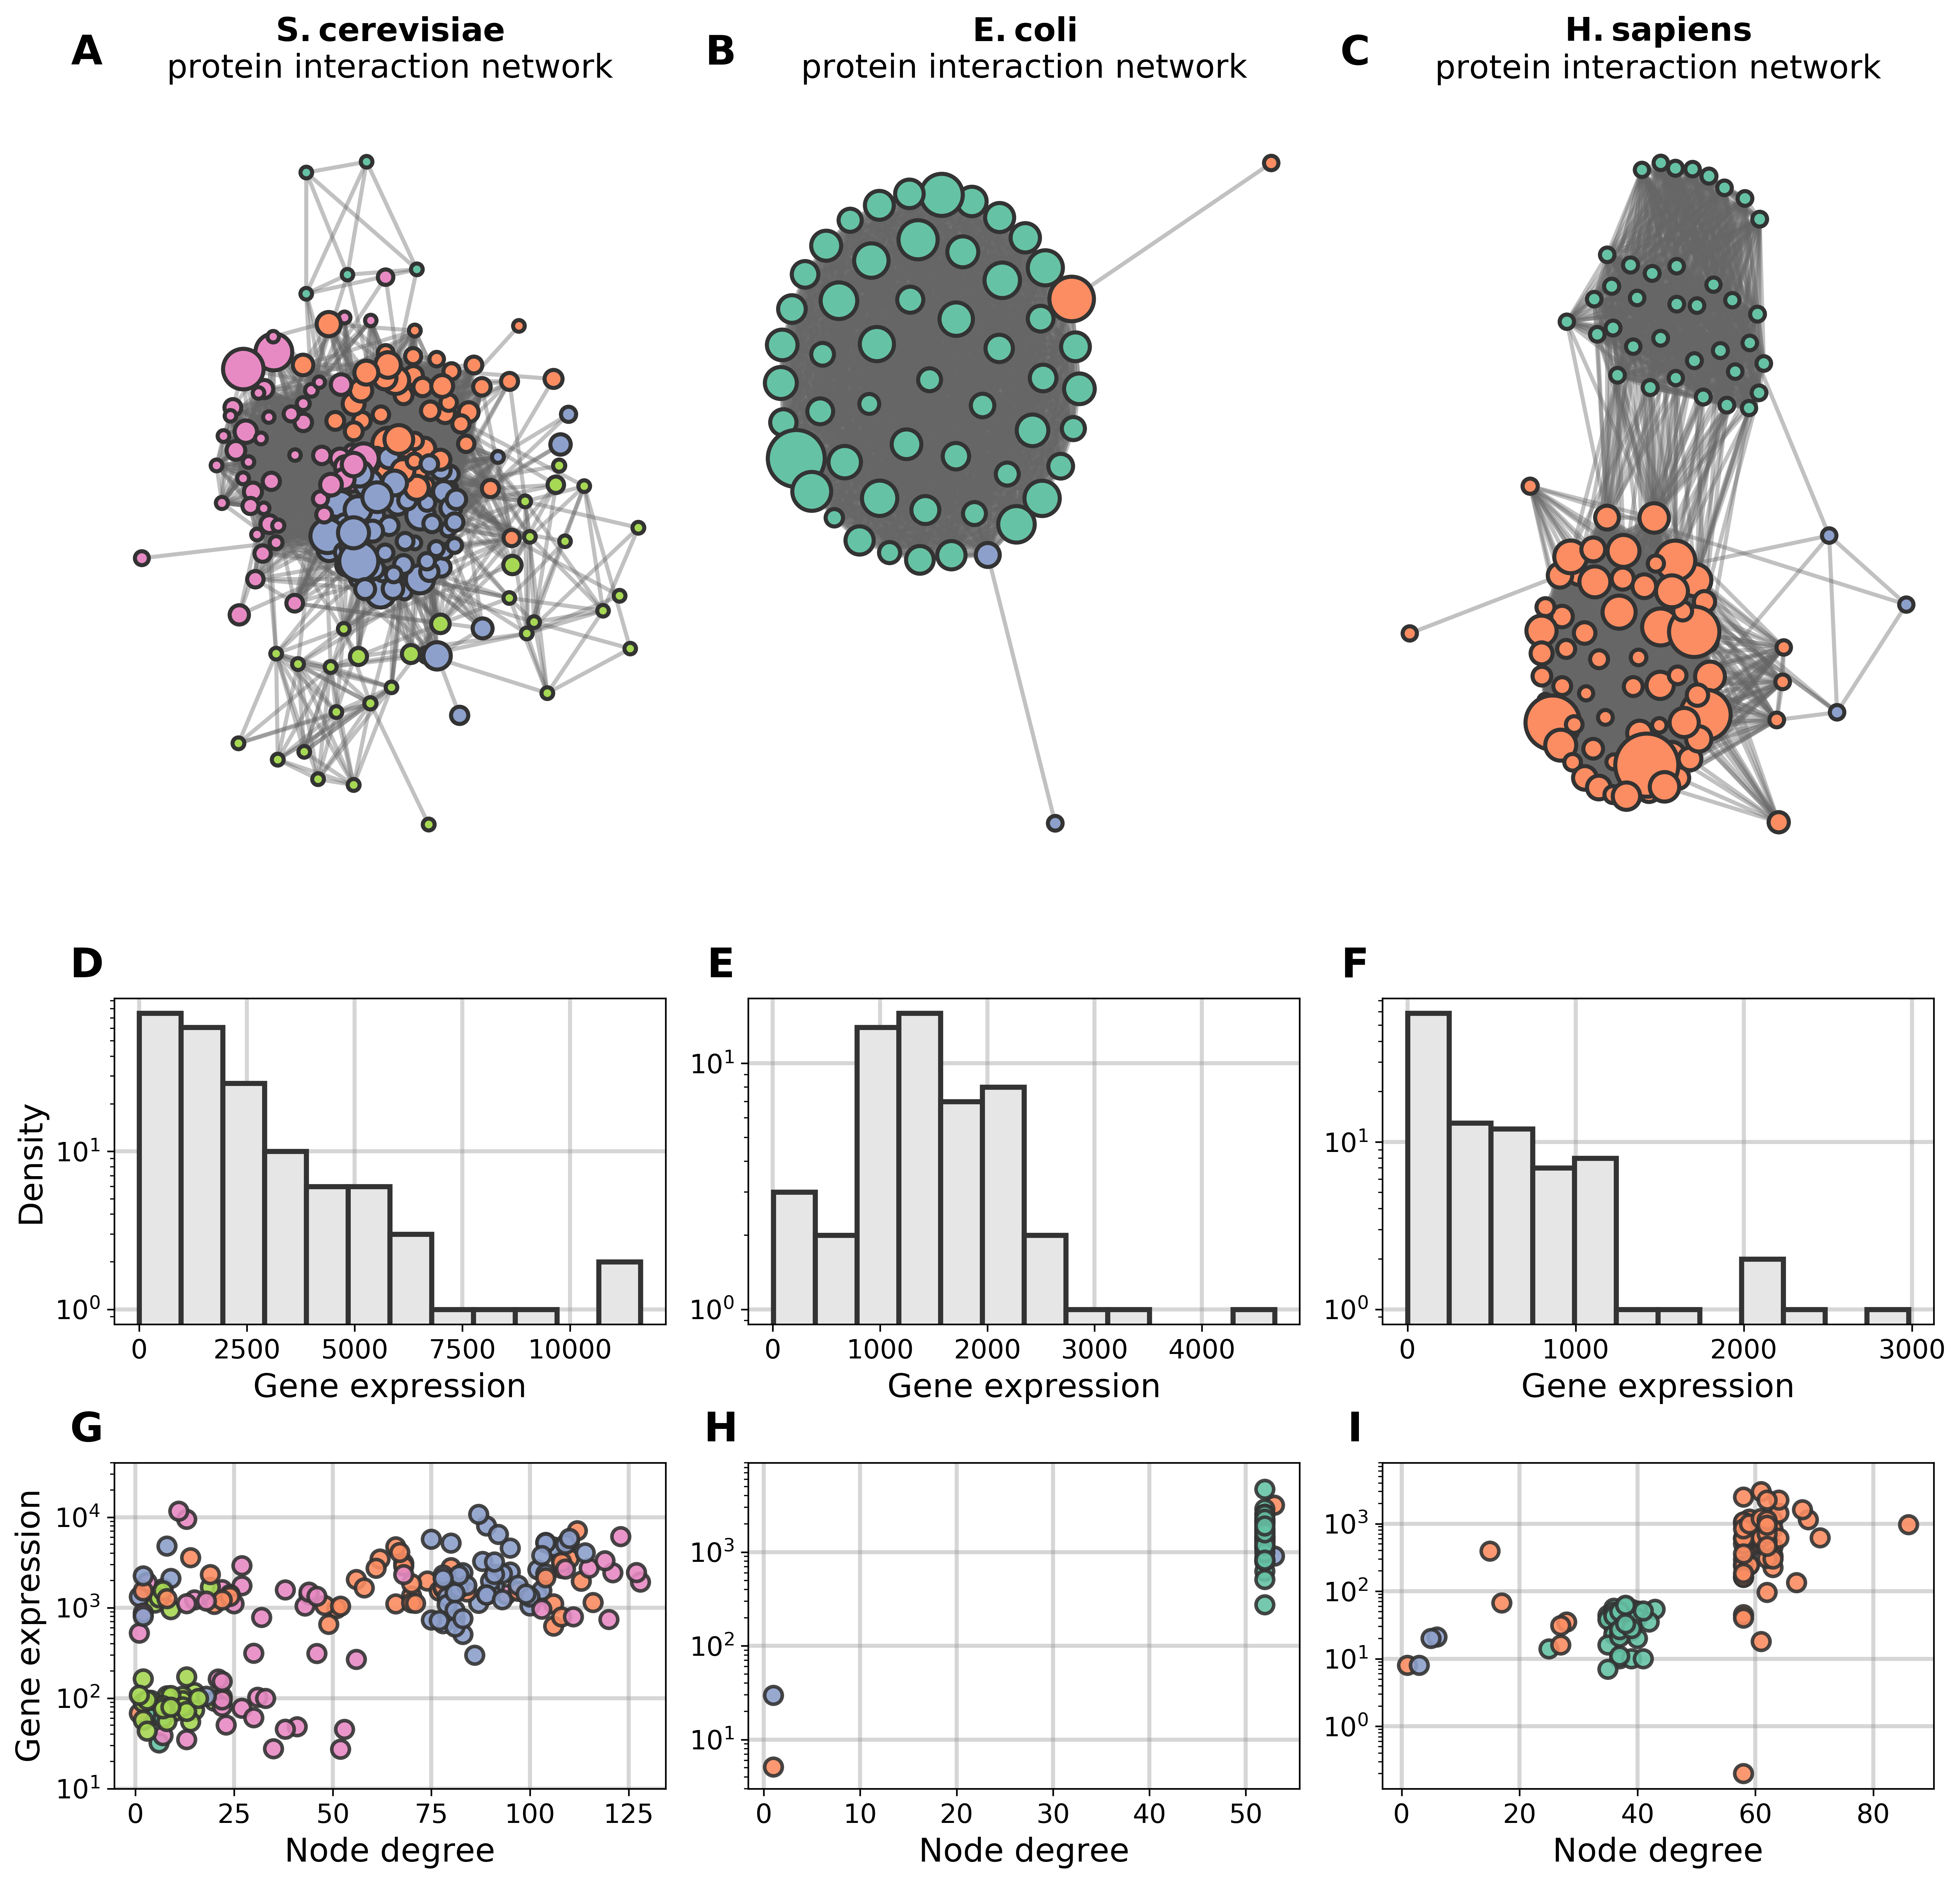 A
S. cerevisiae
protein interaction network
B
E. coli
protein interaction network
C
H. sapiens
protein interaction network
D
Density
10¹
10⁰
0 2500 5000 7500 10000
Gene expression
E
10¹
10⁰
0 1000 2000 3000 4000
Gene expression
F
10¹
10⁰
0 1000 2000 3000
Gene expression
G
Gene expression
10⁴
10³
10²
10¹
0 25 50 75 100 125
Node degree
H
10³
10²
10¹
0 10 20 30 40 50
Node degree
I
10³
10²
10¹
10⁰
0 20 40 60 80
Node degree